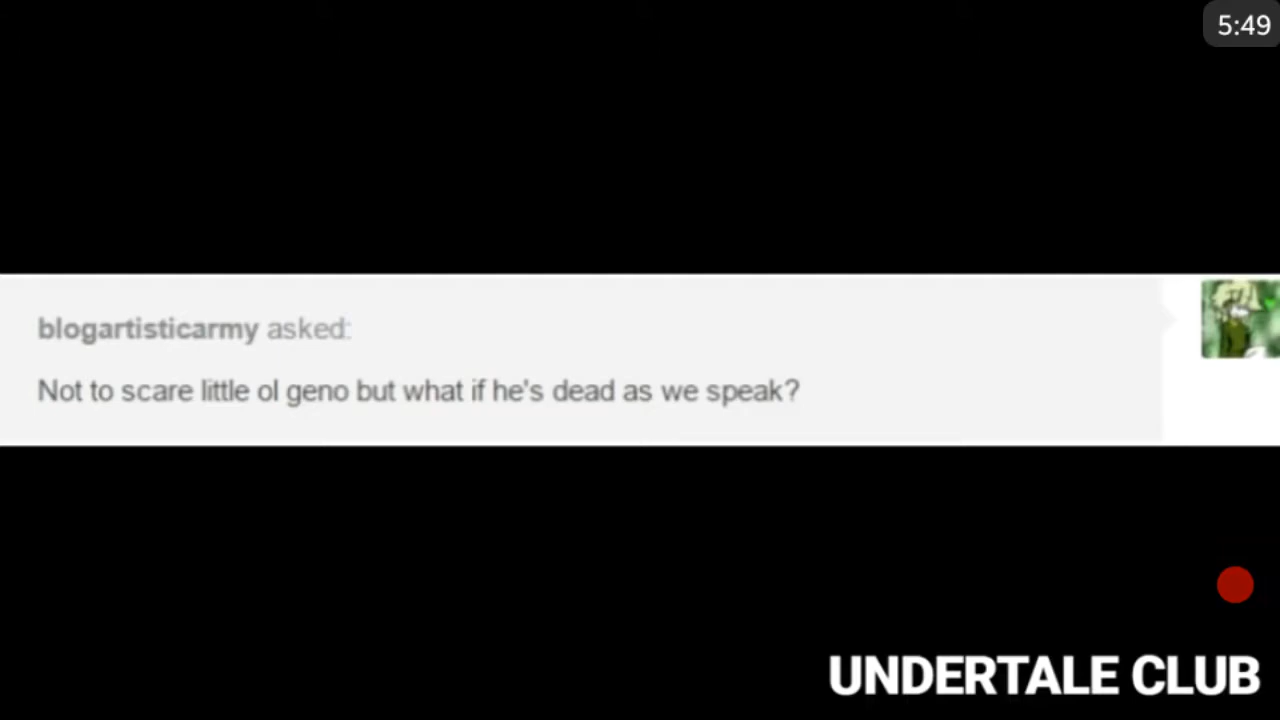 5:49
blogartisticarmy asked:
Not to scare little ol geno but what if he's dead as we speak?
UNDERTALE CLUB